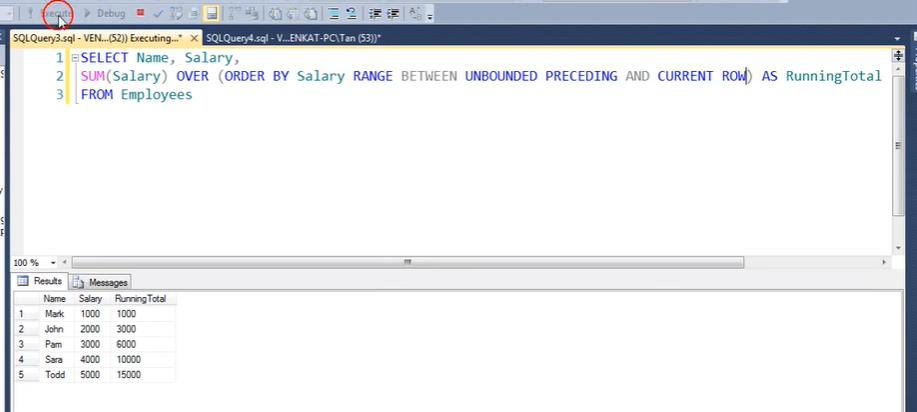 Execute Debug
SQLQuery3.sql - VEN...(52)) Executing...* SQLQuery4.sql - V...ENKAT-PC\Tan (53))*
1 SELECT Name, Salary,
2 SUM(Salary) OVER (ORDER BY Salary RANGE BETWEEN UNBOUNDED PRECEDING AND CURRENT ROW) AS RunningTotal
3 FROM Employees
100 %
Results Messages
Name Salary RunningTotal
1 Mark 1000 1000
2 John 2000 3000
3 Pam 3000 6000
4 Sara 4000 10000
5 Todd 5000 15000